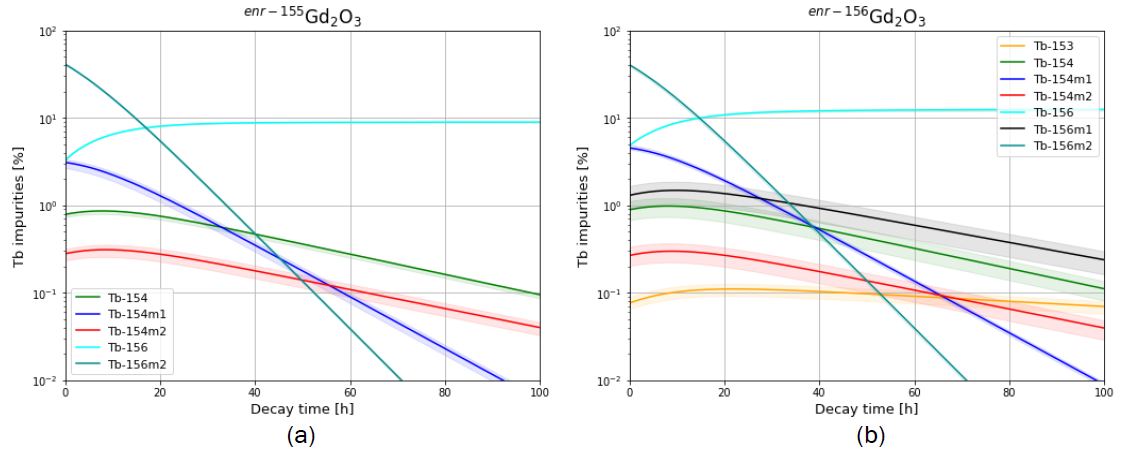 enr-155Gd2O3
Tb impurities [%]
10^2
10^1
10^0
10^-1
10^-2
Tb-154
Tb-154m1
Tb-154m2
Tb-156
Tb-156m2
0 20 40 60 80 100
Decay time [h]
(a)
enr-156Gd2O3
Tb impurities [%]
10^2
10^1
10^0
10^-1
10^-2
Tb-153
Tb-154
Tb-154m1
Tb-154m2
Tb-156
Tb-156m1
Tb-156m2
0 20 40 60 80 100
Decay time [h]
(b)